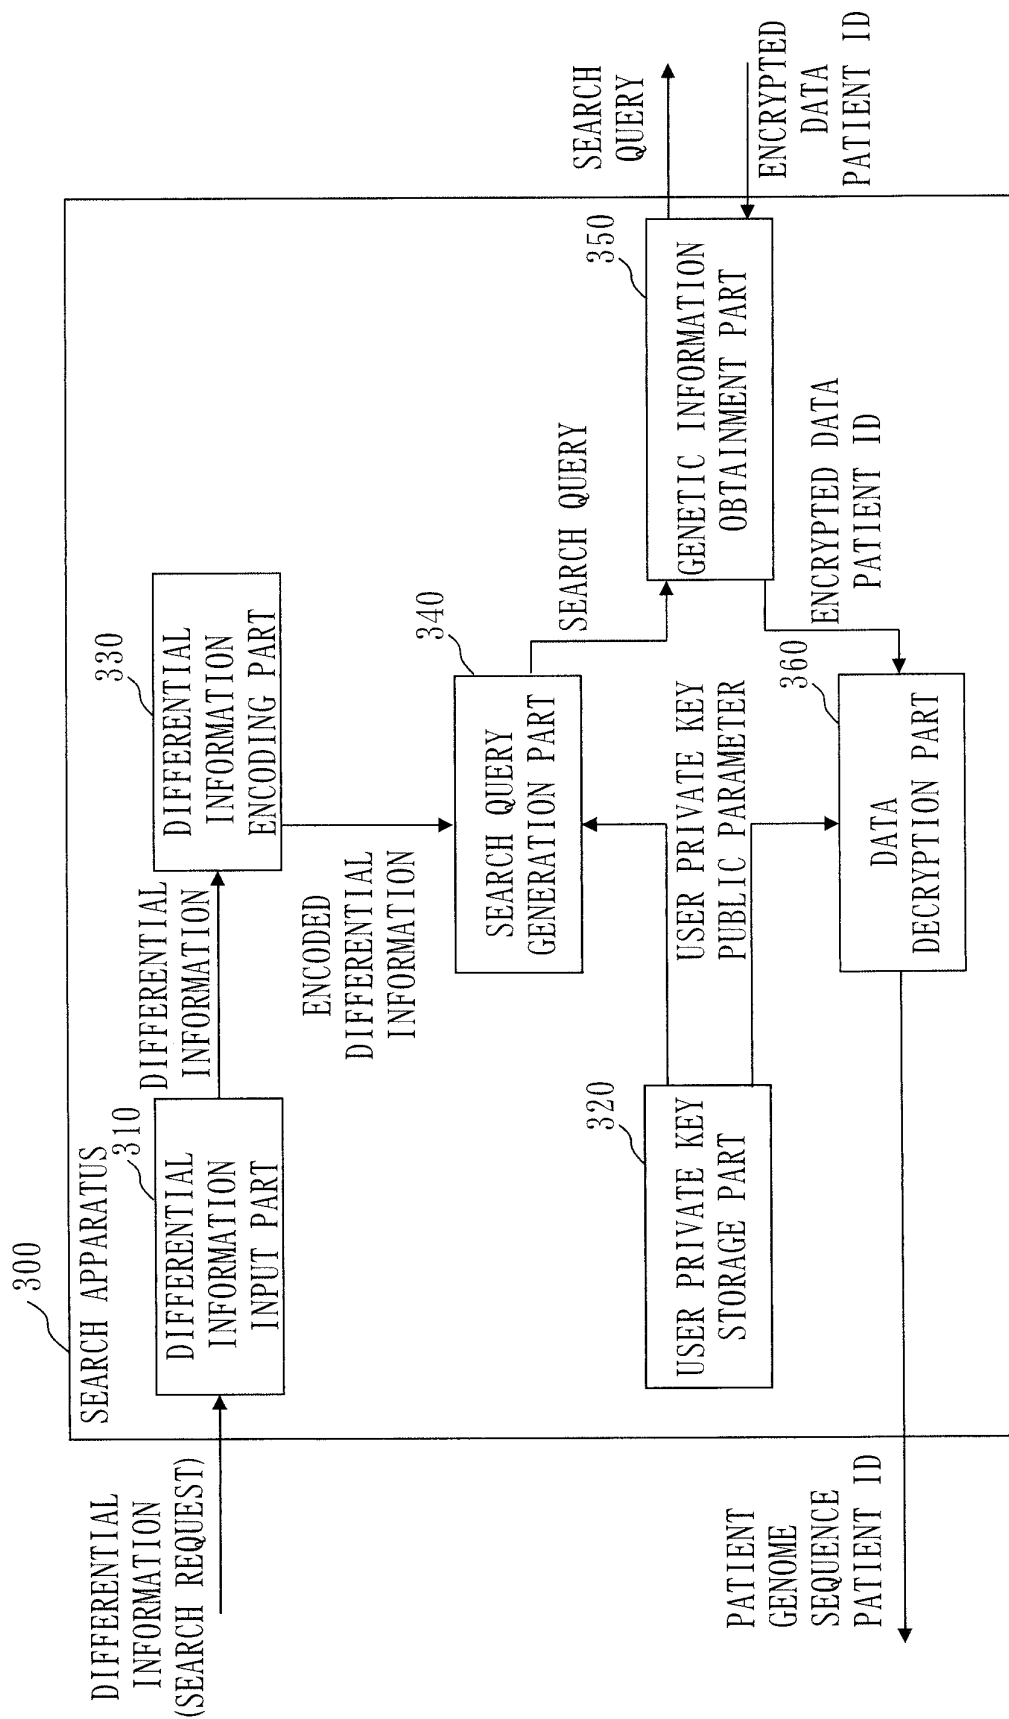 300
SEARCH APPARATUS
DIFFERENTIAL
INFORMATION
(SEARCH REQUEST)
310
DIFFERENTIAL
INFORMATION
INPUT PART
DIFFERENTIAL
INFORMATION
330
DIFFERENTIAL
INFORMATION
ENCODING PART
ENCODED
DIFFERENTIAL
INFORMATION
340
SEARCH QUERY
GENERATION PART
SEARCH QUERY
350
GENETIC INFORMATION
OBTAINMENT PART
SEARCH
QUERY
ENCRYPTED
DATA
PATIENT ID
320
USER PRIVATE KEY
STORAGE PART
USER PRIVATE KEY
PUBLIC PARAMETER
ENCRYPTED DATA
PATIENT ID
360
DATA
DECRYPTION PART
PATIENT
GENOME
SEQUENCE
PATIENT ID